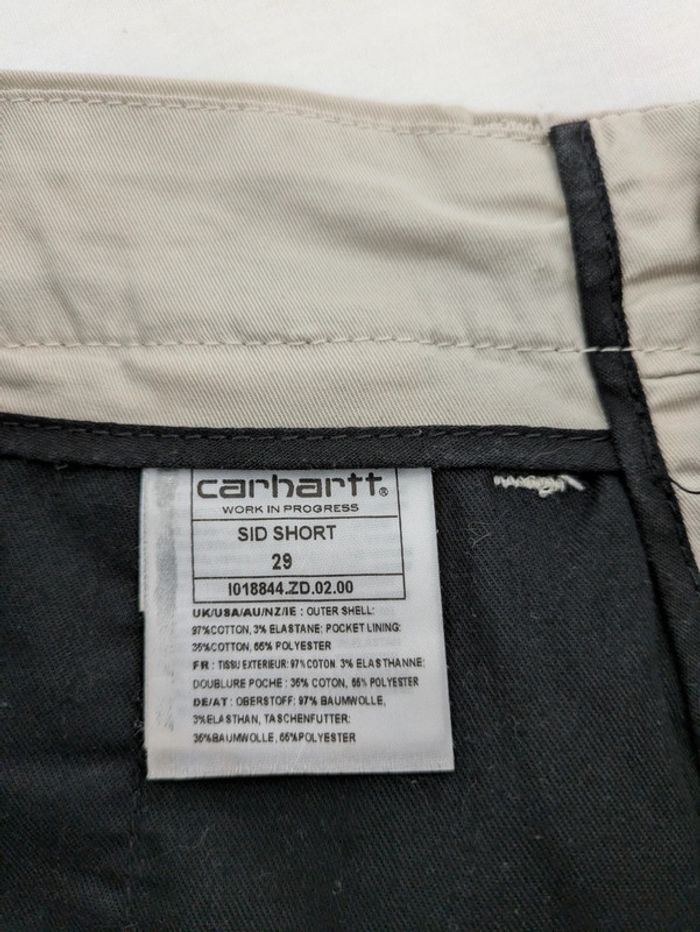 carhartt®
WORK IN PROGRESS
SID SHORT
29
I018844.ZD.02.00
UK/USA/AU/NZ/IE : OUTER SHELL:
97%COTTON, 3% ELASTANE; POCKET LINING:
35%COTTON, 65% POLYESTER
FR : TISSU EXTERIEUR: 97% COTON. 3% ELASTHANNE;
DOUBLURE POCHE : 35% COTON, 65% POLYESTER
DE/AT : OBERSTOFF: 97% BAUMWOLLE,
3%ELASTHAN, TASCHENFUTTER:
35%BAUMWOLLE, 65%POLYESTER